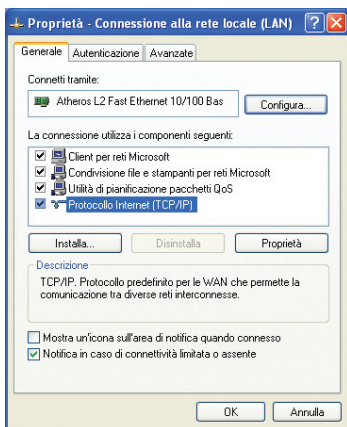 Proprietà - Connessione alla rete locale (LAN)
Generale Autenticazione Avanzate
Connetti tramite:
Atheros L2 Fast Ethernet 10/100 Bas Configura...
La connessione utilizza i componenti seguenti:
Client per reti Microsoft
Condivisione file e stampanti per reti Microsoft
Utilità di pianificazione pacchetti QoS
Protocollo Internet (TCP/IP)
Installa... Disinstalla Proprietà
Descrizione
TCP/IP. Protocollo predefinito per le WAN che permette la
comunicazione tra diverse reti interconnesse.
Mostra un'icona sull'area di notifica quando connesso
Notifica in caso di connettività limitata o assente
OK Annulla